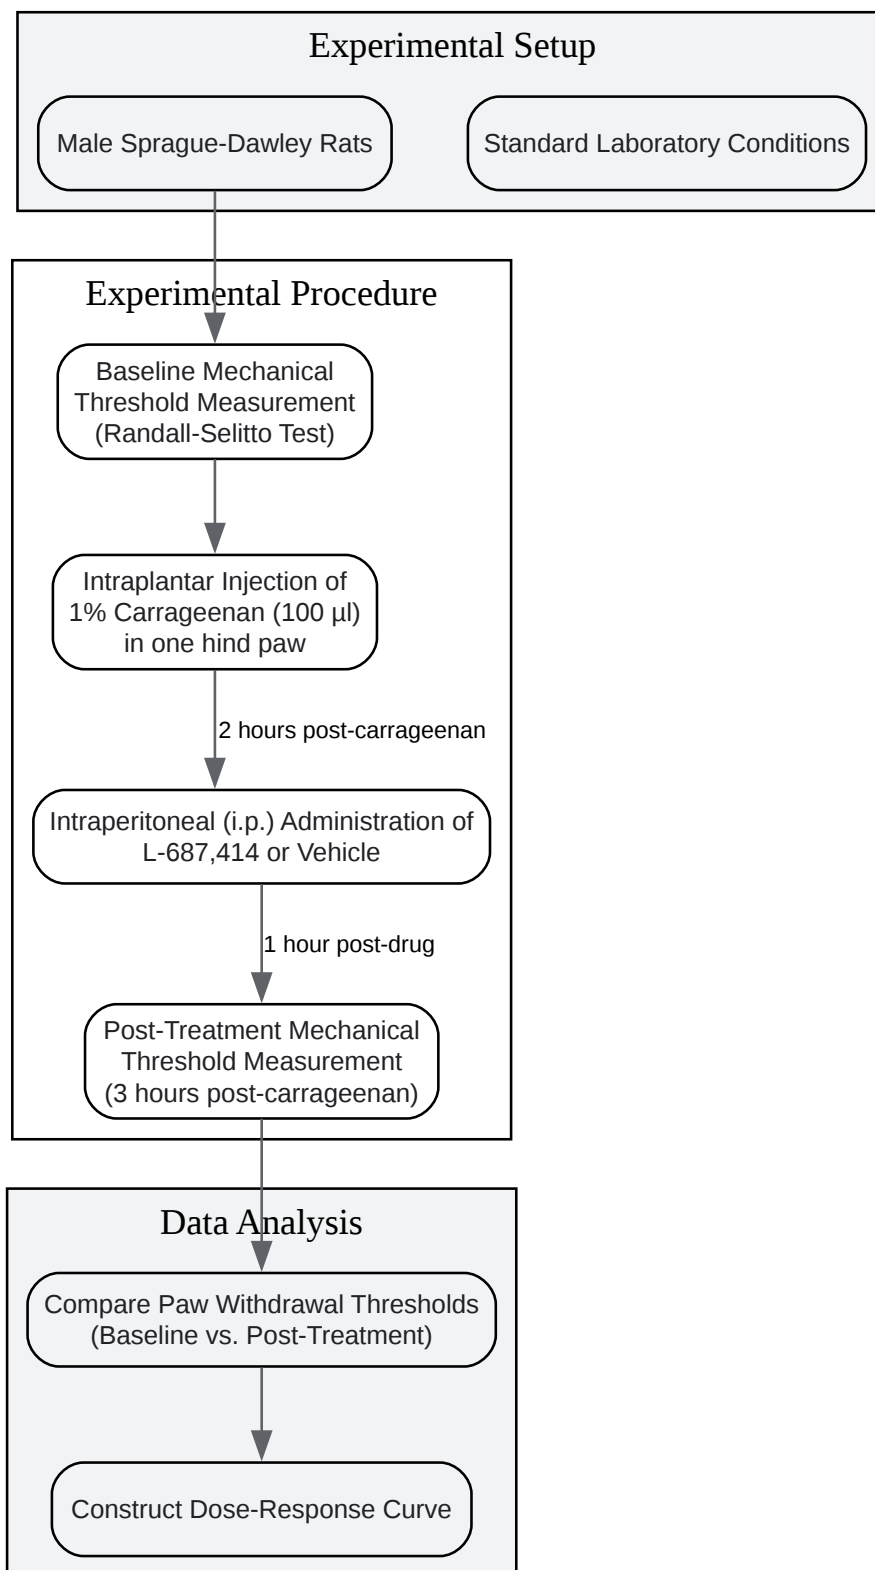 Experimental Setup
Male Sprague-Dawley Rats
Standard Laboratory Conditions
Experimental Procedure
Baseline Mechanical
Threshold Measurement
(Randall-Selitto Test)
Intraplantar Injection of
1% Carrageenan (100 µl)
in one hind paw
2 hours post-carrageenan
Intraperitoneal (i.p.) Administration of
L-687,414 or Vehicle
1 hour post-drug
Post-Treatment Mechanical
Threshold Measurement
(3 hours post-carrageenan)
Data Analysis
Compare Paw Withdrawal Thresholds
(Baseline vs. Post-Treatment)
Construct Dose-Response Curve